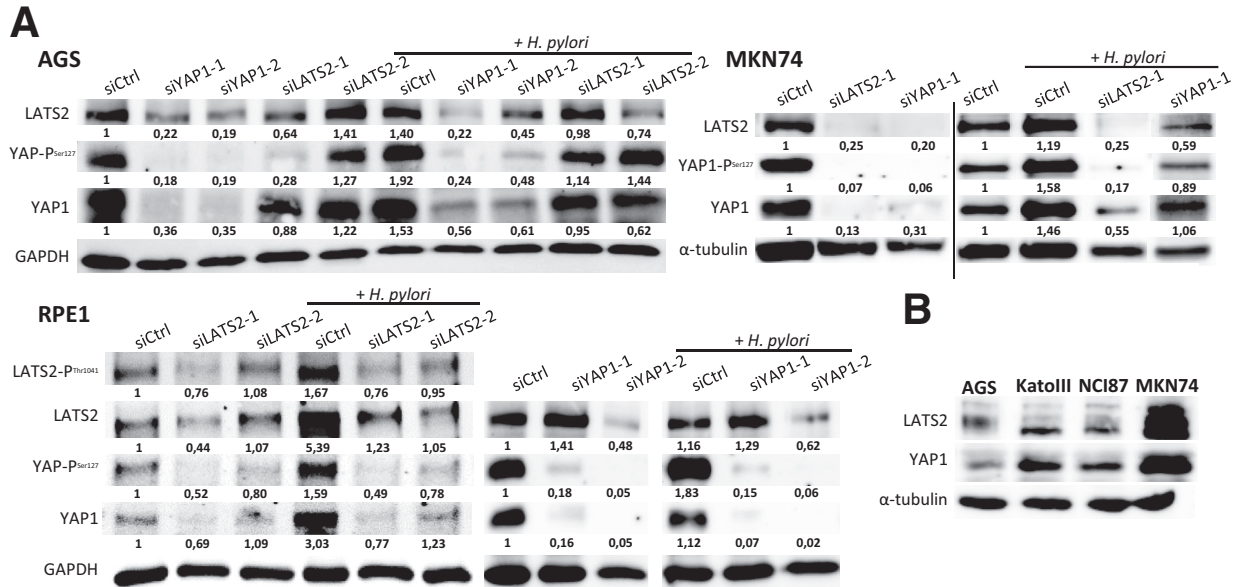 A
AGS
+ H. pylori
siCtrl siYAP1-1 siYAP1-2 siLATS2-1 siLATS2-2 siCtrl siYAP1-1 siYAP1-2 siLATS2-1 siLATS2-2
LATS2
1 0,22 0,19 0,64 1,41 1,40 0,22 0,45 0,98 0,74
YAP-PSer127
1 0,18 0,19 0,28 1,27 1,92 0,24 0,48 1,14 1,44
YAP1
1 0,36 0,35 0,88 1,22 1,53 0,56 0,61 0,95 0,62
GAPDH
MKN74
+ H. pylori
siCtrl siLATS2-1 siYAP1-1 siCtrl siCtrl siLATS2-1 siYAP1-1
LATS2
1 0,25 0,20 1 1,19 0,25 0,59
YAP1-PSer127
1 0,07 0,06 1 1,58 0,17 0,89
YAP1
1 0,13 0,31 1 1,46 0,55 1,06
α-tubulin
RPE1
+ H. pylori
siCtrl siLATS2-1 siLATS2-2 siCtrl siLATS2-1 siLATS2-2
LATS2-PThr1041
1 0,76 1,08 1,67 0,76 0,95
LATS2
1 0,44 1,07 5,39 1,23 1,05
YAP-PSer127
1 0,52 0,80 1,59 0,49 0,78
YAP1
1 0,69 1,09 3,03 0,77 1,23
GAPDH
+ H. pylori
siCtrl siYAP1-1 siYAP1-2 siCtrl siYAP1-1 siYAP1-2
1 1,41 0,48 1,16 1,29 0,62
1 0,18 0,05 1,83 0,15 0,06
1 0,16 0,05 1,12 0,07 0,02
B
AGS KatoIII NCI87 MKN74
LATS2
YAP1
α-tubulin